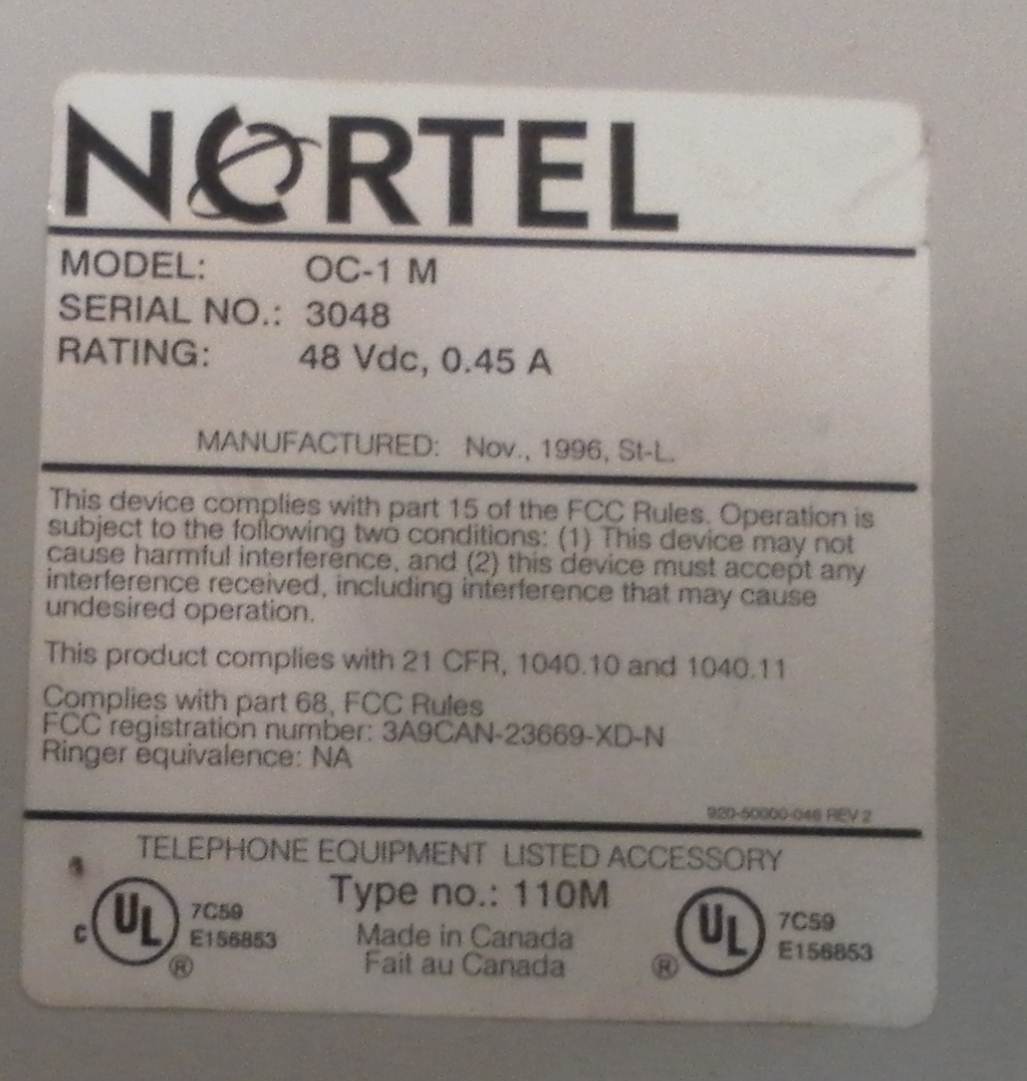 NORTEL
MODEL: OC-1 M
SERIAL NO.: 3048
RATING: 48 Vdc, 0.45 A
MANUFACTURED: Nov., 1996, St-L.
This device complies with part 15 of the FCC Rules. Operation is
subject to the following two conditions: (1) This device may not
cause harmful interference, and (2) this device must accept any
interference received, including interference that may cause
undesired operation.
This product complies with 21 CFR, 1040.10 and 1040.11
Complies with part 68, FCC Rules
FCC registration number: 3A9CAN-23669-XD-N
Ringer equivalence: NA
920-50000-046 REV 2
TELEPHONE EQUIPMENT LISTED ACCESSORY
Type no.: 110M
Made in Canada
Fait au Canada
c UL ®
7C59
E156853
UL ®
7C59
E156853